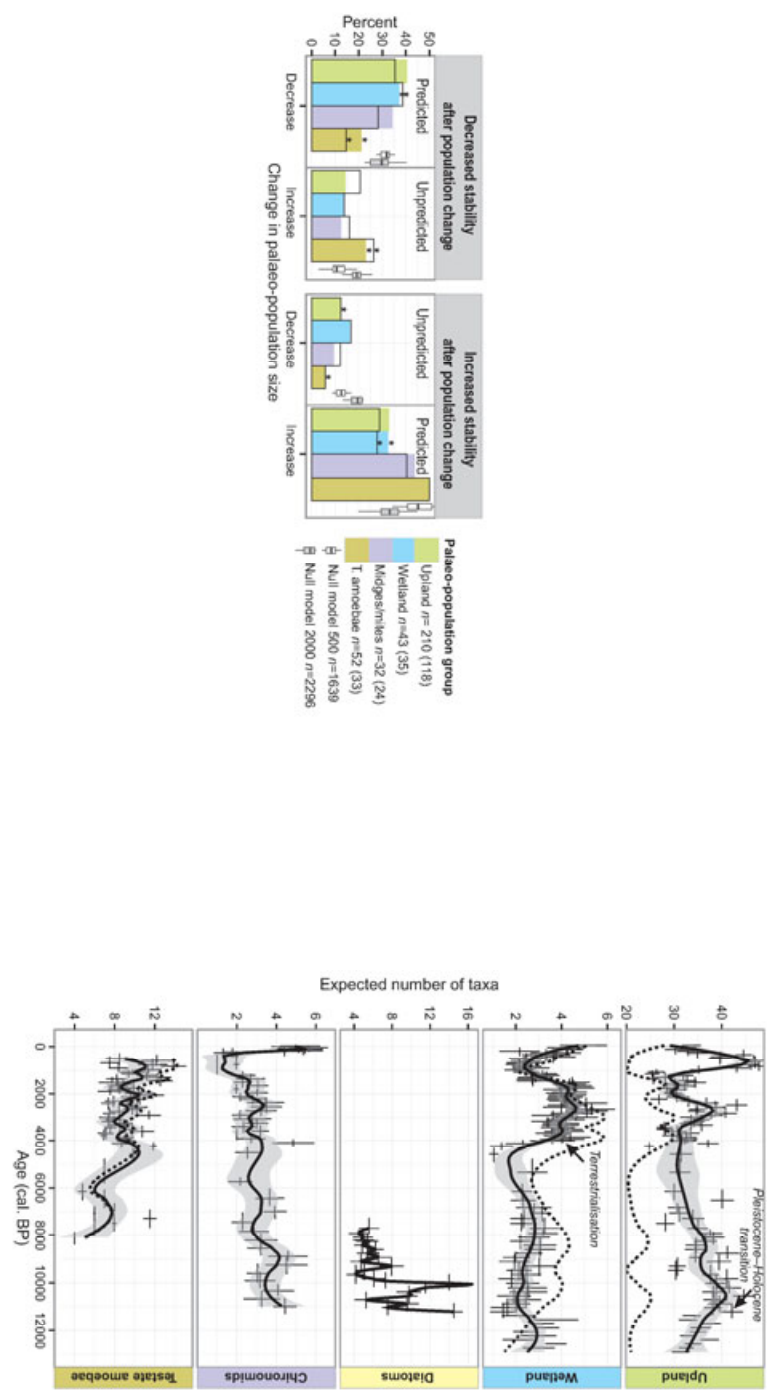 Decreased stability
after population change
Increased stability
after population change
Predicted
Unpredicted
Unpredicted
Predicted
Percent
0
10
20
30
40
50
Decrease
Increase
Decrease
Increase
Change in palaeo-population size
Palaeo-population group
Upland n= 210 (118)
Wetland n=43 (35)
Midges/mites n=32 (24)
T. amoebae n=52 (33)
Null model 500 n=1639
Null model 2000 n=2296
Pleistocene–Holocene
transition
40
30
20
Upland
Terrestrialisation
6
4
2
Wetland
16
12
8
4
Diatoms
6
4
2
Chironomids
12
8
4
Testate amoebae
Expected number of taxa
0
2000
4000
6000
8000
10000
12000
Age (cal. BP)